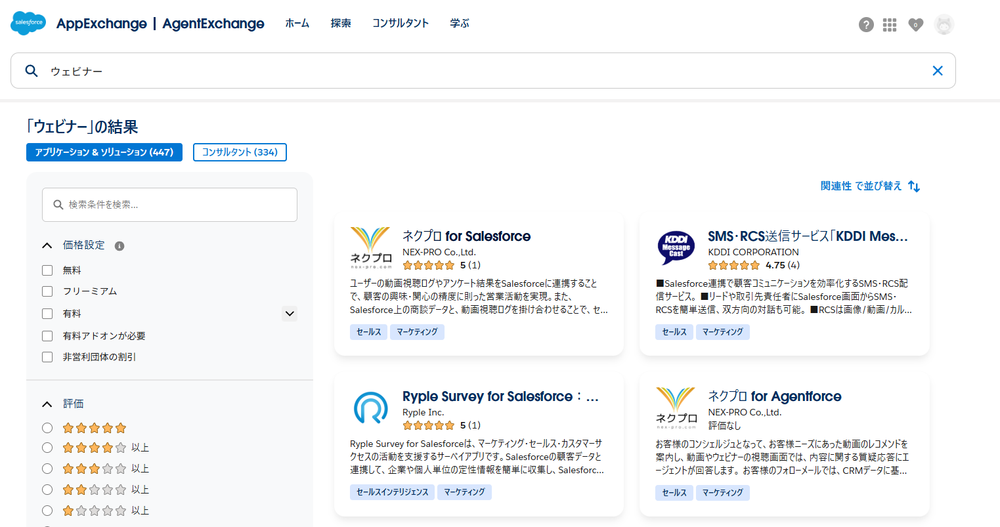 salesforce
AppExchange | AgentExchange
ホーム
探索
コンサルタント
学ぶ
?
0
ウェビナー
「ウェビナー」の結果
アプリケーション & ソリューション (447)
コンサルタント (334)
検索条件を検索...
価格設定
無料
フリーミアム
有料
有料アドオンが必要
非営利団体の割引
評価
以上
以上
以上
以上
関連性 で並び替え
ネクプロ
nex-pro.com
ネクプロ for Salesforce
NEX-PRO Co.,Ltd.
5 (1)
ユーザーの動画視聴ログやアンケート結果をSalesforceに連携すること
で、顧客の興味・関心の精度に則った営業活動を実現。また、
Salesforce上の商談データと、動画視聴ログを掛け合わせることで、セ...
セールス
マーケティング
KDDI
Message
Cast
SMS・RCS送信サービス「KDDI Mes...
KDDI CORPORATION
4.75 (4)
■Salesforce連携で顧客コミュニケーションを効率化するSMS・RCS配
信サービス。 ■リードや取引先責任者にSalesforce画面からSMS・
RCSを簡単送信、双方向の対話も可能。 ■RCSは画像/動画/カル...
セールス
マーケティング
Ryple Survey for Salesforce：...
Ryple Inc.
5 (1)
Ryple Survey for Salesforceは、マーケティング・セールス・カスタマーサ
クセスの活動を支援するサーベイアプリです。Salesforceの顧客データと
連携して、企業や個人単位の定性情報を簡単に収集し、Salesforc...
セールスインテリジェンス
マーケティング
ネクプロ
nex-pro.com
ネクプロ for Agentforce
NEX-PRO Co.,Ltd.
評価なし
お客様のコンシェルジュとなって、お客様ニーズにあった動画のレコメンドを
案内し、動画やウェビナーの視聴画面では、内容に関する質疑応答にエ
ージェントが回答します。 お客様のフォローメールでは、CRMデータに基...
セールス
マーケティング